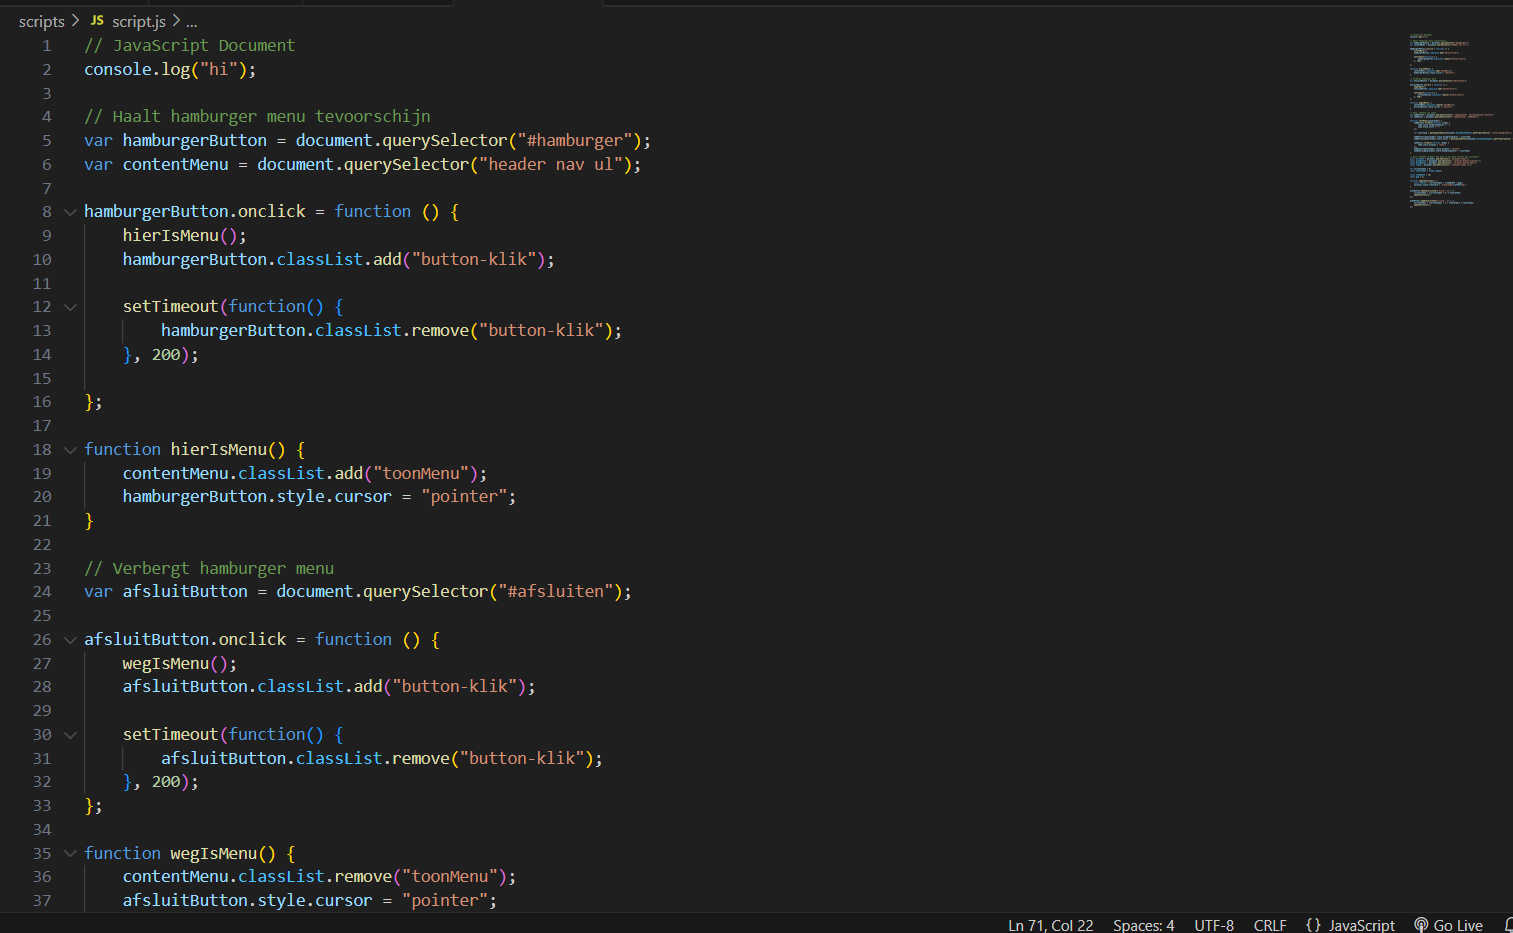 scripts > JS script.js > ...
1 // JavaScript Document
2 console.log("hi");
3
4 // Haalt hamburger menu tevoorschijn
5 var hamburgerButton = document.querySelector("#hamburger");
6 var contentMenu = document.querySelector("header nav ul");
7
8 hamburgerButton.onclick = function () {
9 hierIsMenu();
10 hamburgerButton.classList.add("button-klik");
11
12 setTimeout(function() {
13 hamburgerButton.classList.remove("button-klik");
14 }, 200);
15
16 };
17
18 function hierIsMenu() {
19 contentMenu.classList.add("toonMenu");
20 hamburgerButton.style.cursor = "pointer";
21 }
22
23 // Verbergt hamburger menu
24 var afsluitButton = document.querySelector("#afsluiten");
25
26 afsluitButton.onclick = function () {
27 wegIsMenu();
28 afsluitButton.classList.add("button-klik");
29
30 setTimeout(function() {
31 afsluitButton.classList.remove("button-klik");
32 }, 200);
33 };
34
35 function wegIsMenu() {
36 contentMenu.classList.remove("toonMenu");
37 afsluitButton.style.cursor = "pointer";
Ln 71, Col 22 Spaces: 4 UTF-8 CRLF {} JavaScript Go Live